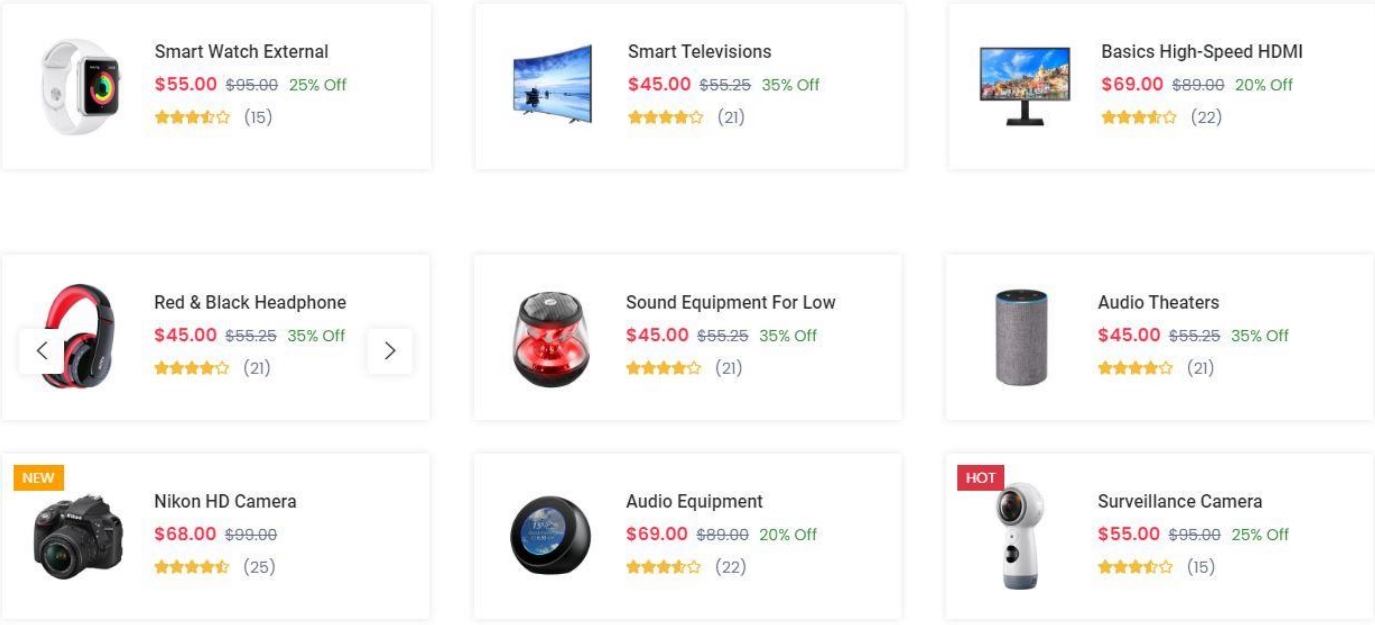 Smart Watch External
$55.00 $95.00 25% Off
(15)
Smart Televisions
$45.00 $55.25 35% Off
(21)
Basics High-Speed HDMI
$69.00 $89.00 20% Off
(22)
Red & Black Headphone
$45.00 $55.25 35% Off
(21)
Sound Equipment For Low
$45.00 $55.25 35% Off
(21)
Audio Theaters
$45.00 $55.25 35% Off
(21)
NEW
Nikon HD Camera
$68.00 $99.00
(25)
Audio Equipment
$69.00 $89.00 20% Off
(22)
HOT
Surveillance Camera
$55.00 $95.00 25% Off
(15)